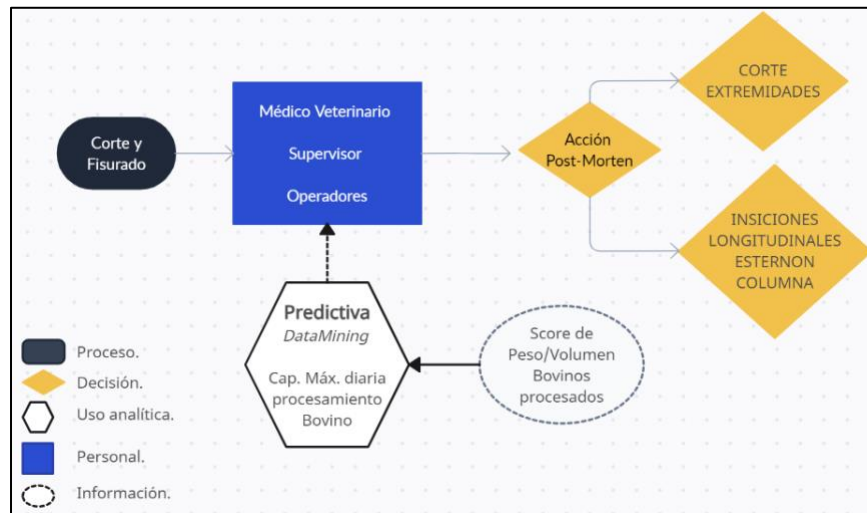 Corte y
Fisurado
Médico Veterinario
Supervisor
Operadores
Acción
Post-Morten
CORTE
EXTREMIDADES
INSICIONES
LONGITUDINALES
ESTERNON
COLUMNA
Predictiva
DataMining
Cap. Máx. diaria
procesamiento
Bovino
Score de
Peso/Volumen
Bovinos
procesados
Proceso.
Decisión.
Uso analítica.
Personal.
Información.